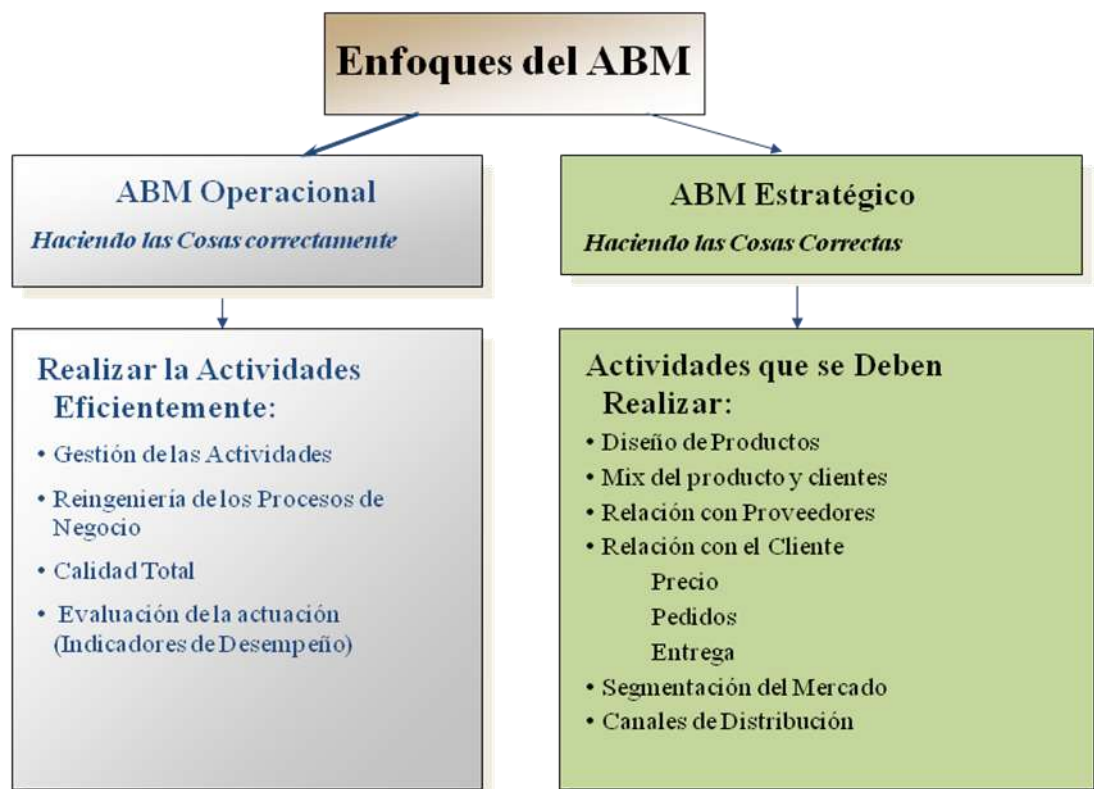 Enfoques del ABM
ABM Operacional
Haciendo las Cosas correctamente
ABM Estratégico
Haciendo las Cosas Correctas
Realizar la Actividades
Eficientemente:
• Gestión de las Actividades
• Reingeniería de los Procesos de
Negocio
• Calidad Total
• Evaluación de la actuación
(Indicadores de Desempeño)
Actividades que se Deben
Realizar:
• Diseño de Productos
• Mix del producto y clientes
• Relación con Proveedores
• Relación con el Cliente
Precio
Pedidos
Entrega
• Segmentación del Mercado
• Canales de Distribución